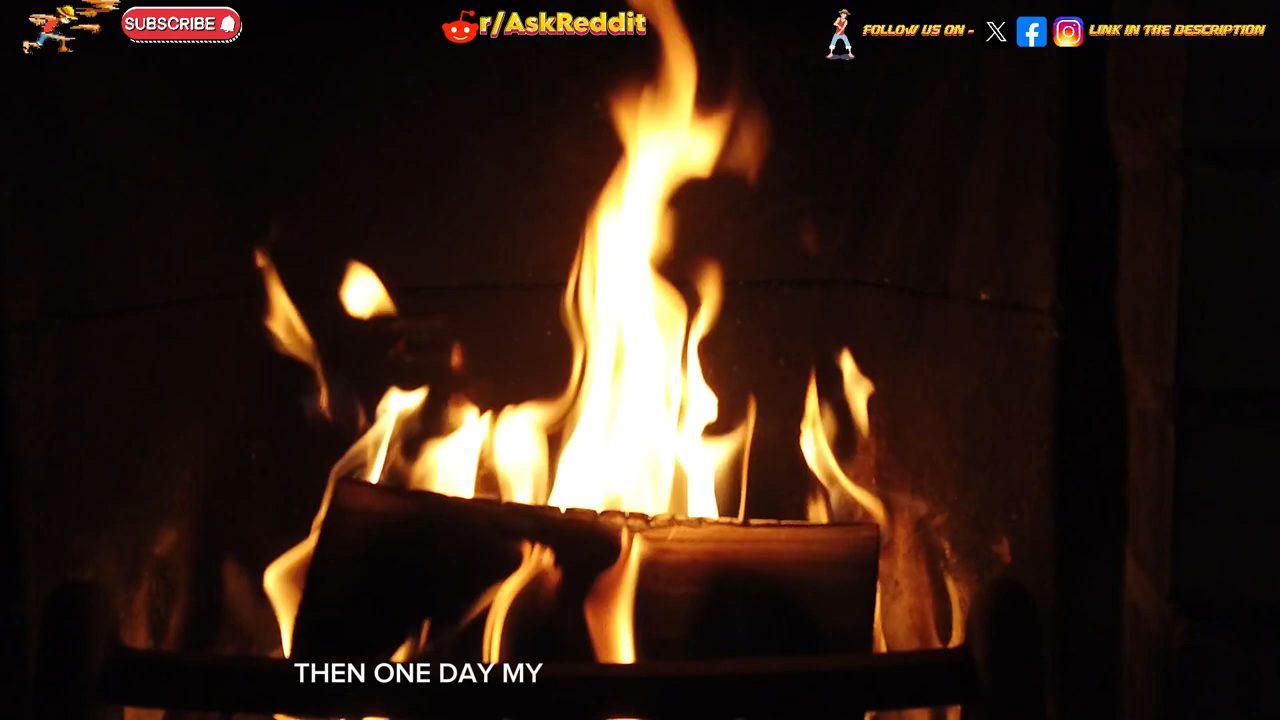 SUBSCRIBE
r/AskReddit
FOLLOW US ON -
LINK IN THE DESCRIPTION
THEN ONE DAY MY